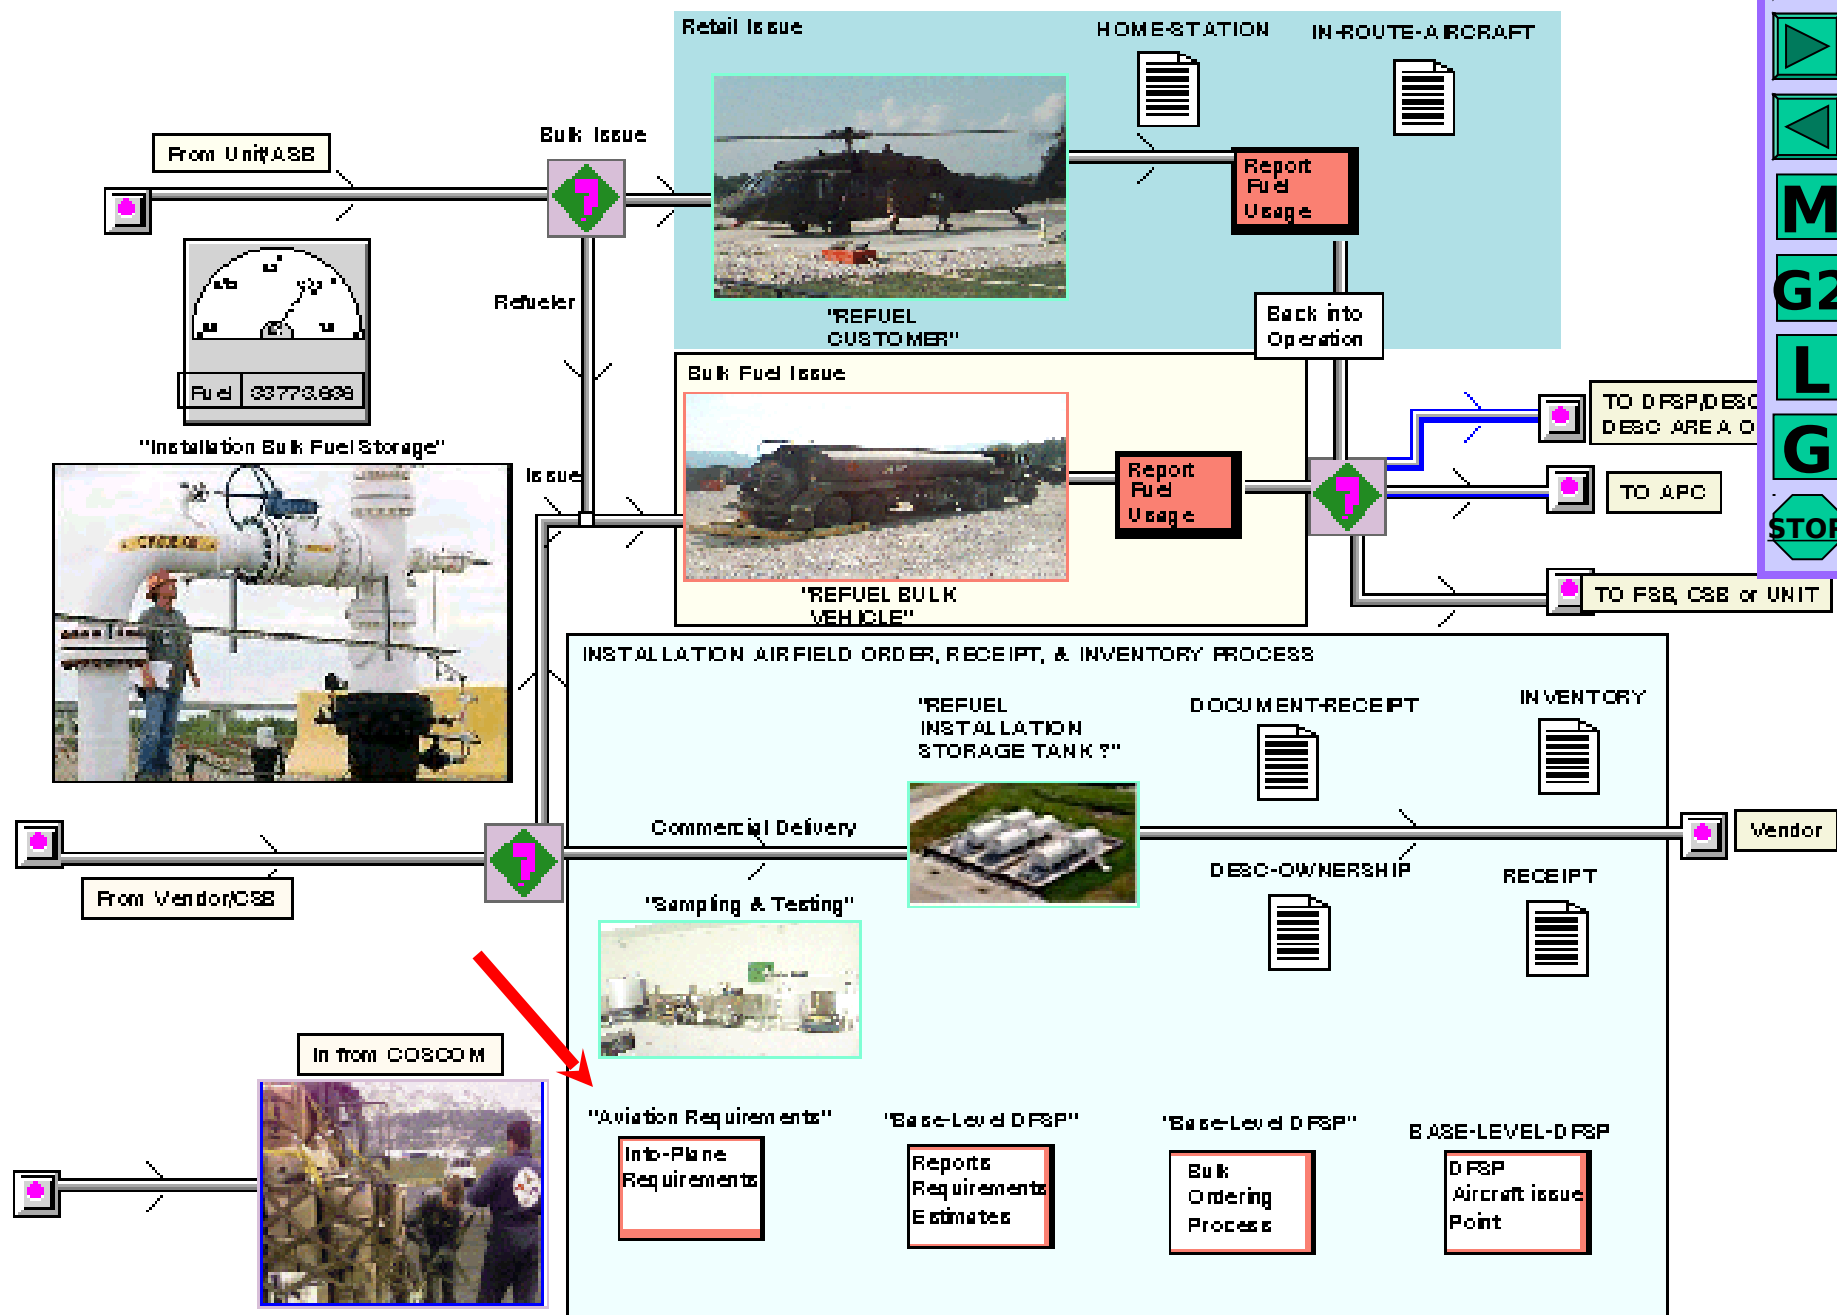 Retail Issue
HOME-STATION
IN-ROUTE-AIRCRAFT
From Unit/ASB
Bulk Issue
Report
Fuel
Usage
Refueler
"REFUEL
CUSTOMER"
Back into
Operation
Fuel
Bulk Fuel Issue
"Installation Bulk Fuel Storage"
Issue
Report
Fuel
Usage
"REFUEL BULK
VEHICLE"
TO DFSP/DESC
DESC AREA O
TO APC
TO FSB, CSB or UNIT
M
G2
L
G
STOP
INSTALLATION AIRFIELD ORDER, RECEIPT, & INVENTORY PROCESS
"REFUEL
INSTALLATION
STORAGE TANK ?"
DOCUMENT-RECEIPT
INVENTORY
Commercial Delivery
Vendor
From Vendor/CSB
"Sampling & Testing"
DESC-OWNERSHIP
RECEIPT
In from COSCOM
"Aviation Requirements"
Into-Plane
Requirements
"Base-Level DFSP"
Reports
Requirements
Estimates
"Base-Level DFSP"
Bulk
Ordering
Process
BASE-LEVEL-DFSP
DFSP
Aircraft issue
Point